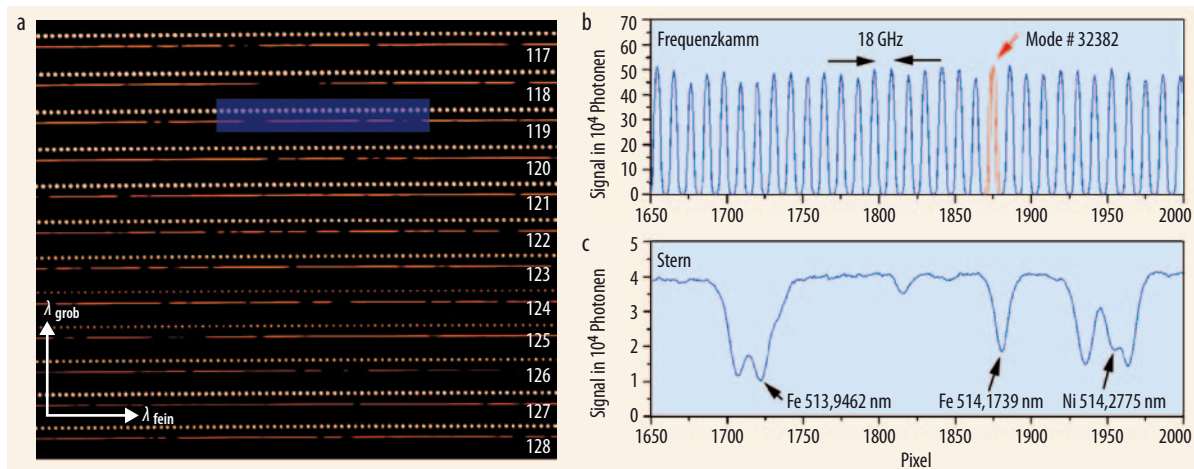 a
117
118
119
120
121
122
123
124
125
126
127
128
λ grob
λ fein
b
Signal in 10⁴ Photonen
70
60
50
40
30
20
10
0
Frequenzkamm
18 GHz
Mode # 32382
1650 1700 1750 1800 1850 1900 1950 2000
c
Signal in 10⁴ Photonen
5
4
3
2
1
0
Stern
Fe 513,9462 nm
Fe 514,1739 nm
Ni 514,2775 nm
1650 1700 1750 1800 1850 1900 1950 2000
Pixel